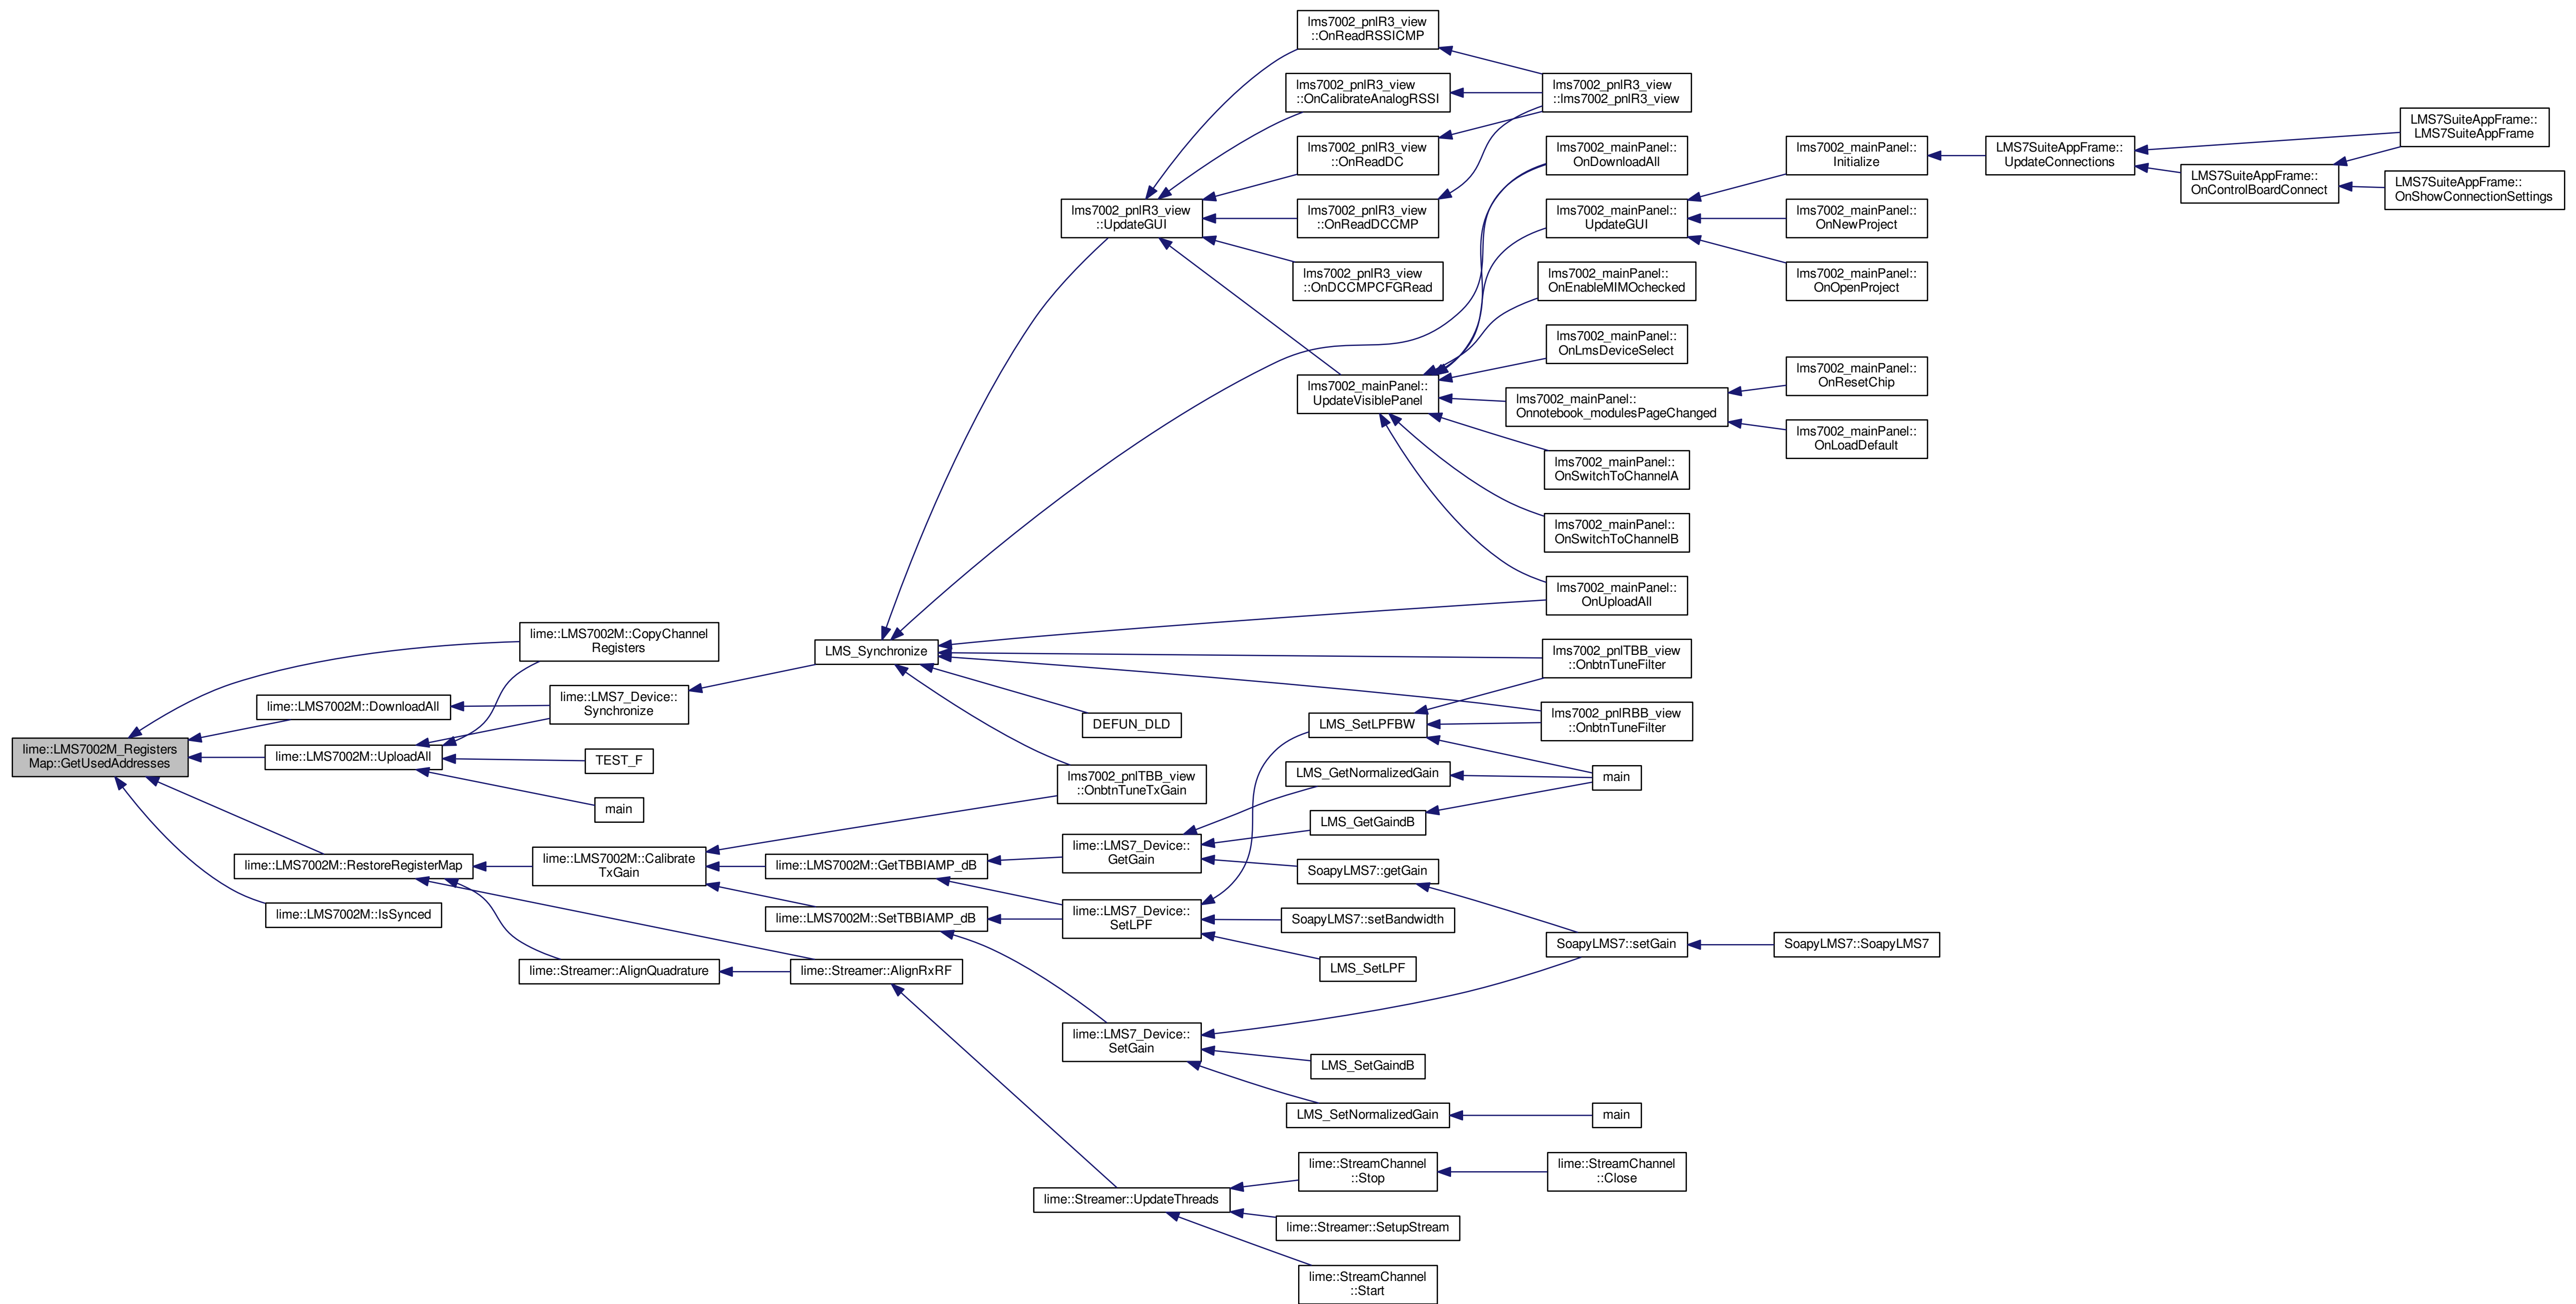 lms7002_pnlR3_view
::OnReadRSSICMP
lms7002_pnlR3_view
::OnCalibrateAnalogRSSI
lms7002_pnlR3_view
::lms7002_pnlR3_view
LMS7SuiteAppFrame::
LMS7SuiteAppFrame
lms7002_pnlR3_view
::OnReadDC
lms7002_mainPanel::
OnDownloadAll
lms7002_mainPanel::
Initialize
LMS7SuiteAppFrame::
UpdateConnections
LMS7SuiteAppFrame::
OnControlBoardConnect
LMS7SuiteAppFrame::
OnShowConnectionSettings
lms7002_pnlR3_view
::UpdateGUI
lms7002_pnlR3_view
::OnReadDCCMP
lms7002_mainPanel::
UpdateGUI
lms7002_mainPanel::
OnNewProject
lms7002_pnlR3_view
::OnDCCMPCFGRead
lms7002_mainPanel::
OnEnableMIMOchecked
lms7002_mainPanel::
OnOpenProject
lms7002_mainPanel::
OnLmsDeviceSelect
lms7002_mainPanel::
UpdateVisiblePanel
lms7002_mainPanel::
Onnotebook_modulesPageChanged
lms7002_mainPanel::
OnResetChip
lms7002_mainPanel::
OnLoadDefault
lms7002_mainPanel::
OnSwitchToChannelA
lms7002_mainPanel::
OnSwitchToChannelB
lms7002_mainPanel::
OnUploadAll
lime::LMS7002M::CopyChannel
Registers
LMS_Synchronize
lms7002_pnlTBB_view
::OnbtnTuneFilter
lime::LMS7002M::DownloadAll
lime::LMS7_Device::
Synchronize
DEFUN_DLD
LMS_SetLPFBW
lms7002_pnlRBB_view
::OnbtnTuneFilter
lime::LMS7002M_Registers
Map::GetUsedAddresses
lime::LMS7002M::UploadAll
TEST_F
main
lms7002_pnlTBB_view
::OnbtnTuneTxGain
LMS_GetNormalizedGain
main
LMS_GetGaindB
lime::LMS7002M::RestoreRegisterMap
lime::LMS7002M::Calibrate
TxGain
lime::LMS7002M::GetTBBIAMP_dB
lime::LMS7_Device::
GetGain
SoapyLMS7::getGain
lime::LMS7002M::IsSynced
lime::LMS7002M::SetTBBIAMP_dB
lime::LMS7_Device::
SetLPF
SoapyLMS7::setBandwidth
SoapyLMS7::setGain
SoapyLMS7::SoapyLMS7
lime::Streamer::AlignQuadrature
lime::Streamer::AlignRxRF
LMS_SetLPF
lime::LMS7_Device::
SetGain
LMS_SetGaindB
LMS_SetNormalizedGain
main
lime::StreamChannel
::Stop
lime::StreamChannel
::Close
lime::Streamer::UpdateThreads
lime::Streamer::SetupStream
lime::StreamChannel
::Start